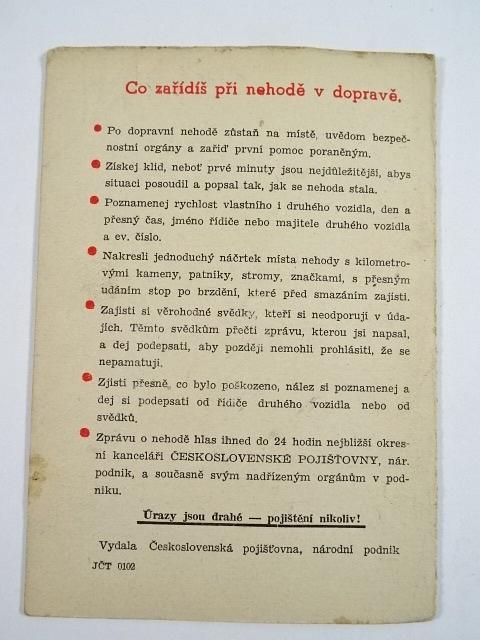 Co zařídíš při nehodě v dopravě.
• Po dopravní nehodě zůstaň na místě, uvědom bezpeč-
nostní orgány a zařiď první pomoc poraněným.
• Získej klid, neboť prvé minuty jsou nejdůležitější, abys
situaci posoudil a popsal tak, jak se nehoda stala.
• Poznamenej rychlost vlastního i druhého vozidla, den a
přesný čas, jméno řidiče nebo majitele druhého vozidla
a ev. číslo.
• Nakresli jednoduchý náčrtek místa nehody s kilometro-
vými kameny, patníky, stromy, značkami, s přesným
udáním stop po brzdění, které před smazáním zajisti.
• Zajisti si věrohodné svědky, kteří si neodporují v úda-
jích. Těmto svědkům přečti zprávu, kterou jsi napsal,
a dej podepsati, aby později nemohli prohlásiti, že se
nepamatují.
• Zjisti přesně, co bylo poškozeno, nález si poznamenej a
dej si podepsati od řidiče druhého vozidla nebo od
svědků.
• Zprávu o nehodě hlas ihned do 24 hodin nejbližší okres-
ní kanceláři ČESKOSLOVENSKÉ POJIŠŤOVNY, nár.
podnik, a současně svým nadřízeným orgánům v pod-
niku.
Úrazy jsou drahé — pojištění nikoliv!
Vydala Československá pojišťovna, národní podnik
JČT 0102